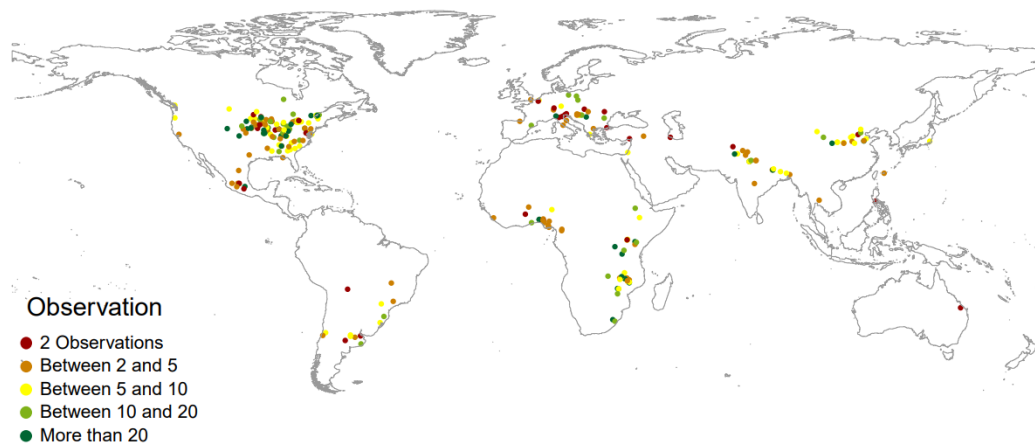 Observation
2 Observations
Between 2 and 5
Between 5 and 10
Between 10 and 20
More than 20